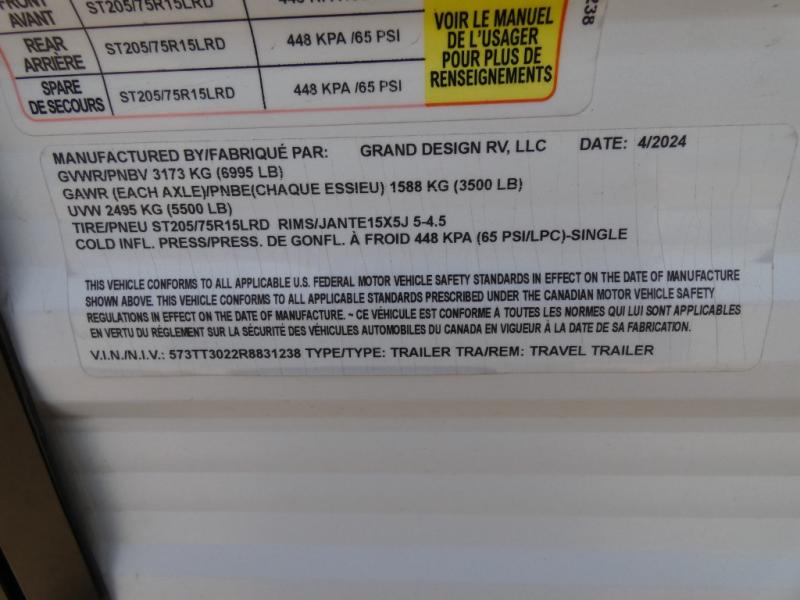 FRONT
AVANT
ST205/75R15LRD
REAR
ARRIÈRE
ST205/75R15LRD
448 KPA /65 PSI
SPARE
DE SECOURS
ST205/75R15LRD
448 KPA /65 PSI
VOIR LE MANUEL
DE L'USAGER
POUR PLUS DE
RENSEIGNEMENTS
238
MANUFACTURED BY/FABRIQUÉ PAR: GRAND DESIGN RV, LLC DATE: 4/2024
GVWR/PNBV 3173 KG (6995 LB)
GAWR (EACH AXLE)/PNBE(CHAQUE ESSIEU) 1588 KG (3500 LB)
UVW 2495 KG (5500 LB)
TIRE/PNEU ST205/75R15LRD RIMS/JANTE15X5J 5-4.5
COLD INFL. PRESS/PRESS. DE GONFL. À FROID 448 KPA (65 PSI/LPC)-SINGLE
THIS VEHICLE CONFORMS TO ALL APPLICABLE U.S. FEDERAL MOTOR VEHICLE SAFETY STANDARDS IN EFFECT ON THE DATE OF MANUFACTURE
SHOWN ABOVE. THIS VEHICLE CONFORMS TO ALL APPLICABLE STANDARDS PRESCRIBED UNDER THE CANADIAN MOTOR VEHICLE SAFETY
REGULATIONS IN EFFECT ON THE DATE OF MANUFACTURE. ~ CE VÉHICULE EST CONFORME A TOUTES LES NORMES QUI LUI SONT APPLICABLES
EN VERTU DU RÉGLEMENT SUR LA SÉCURITÉ DES VÉHICULES AUTOMOBILES DU CANADA EN VIGUEUR À LA DATE DE SA FABRICATION.
V.I.N./N.I.V.: 573TT3022R8831238 TYPE/TYPE: TRAILER TRA/REM: TRAVEL TRAILER